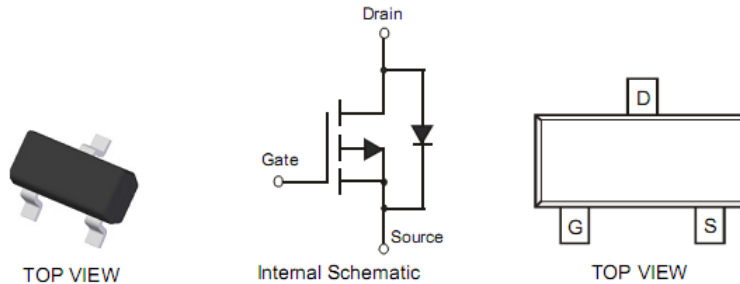 Drain
Gate
Source
Internal Schematic
TOP VIEW
D
G
S
TOP VIEW